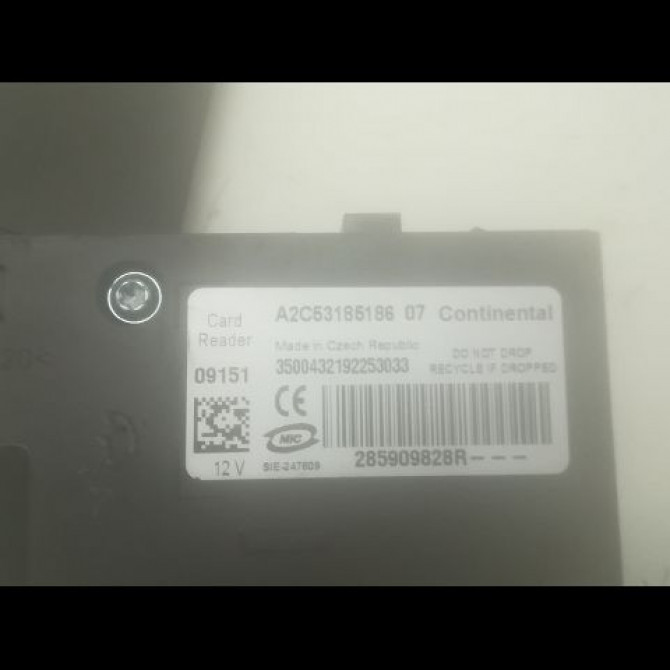 Card Reader
A2C53185186 07 Continental
Made in Czech Republic
3500432192253033
DO NOT DROP
RECYCLE IF DROPPED
09151
CE
MIC
12 V
SIE-247609
285909828R---